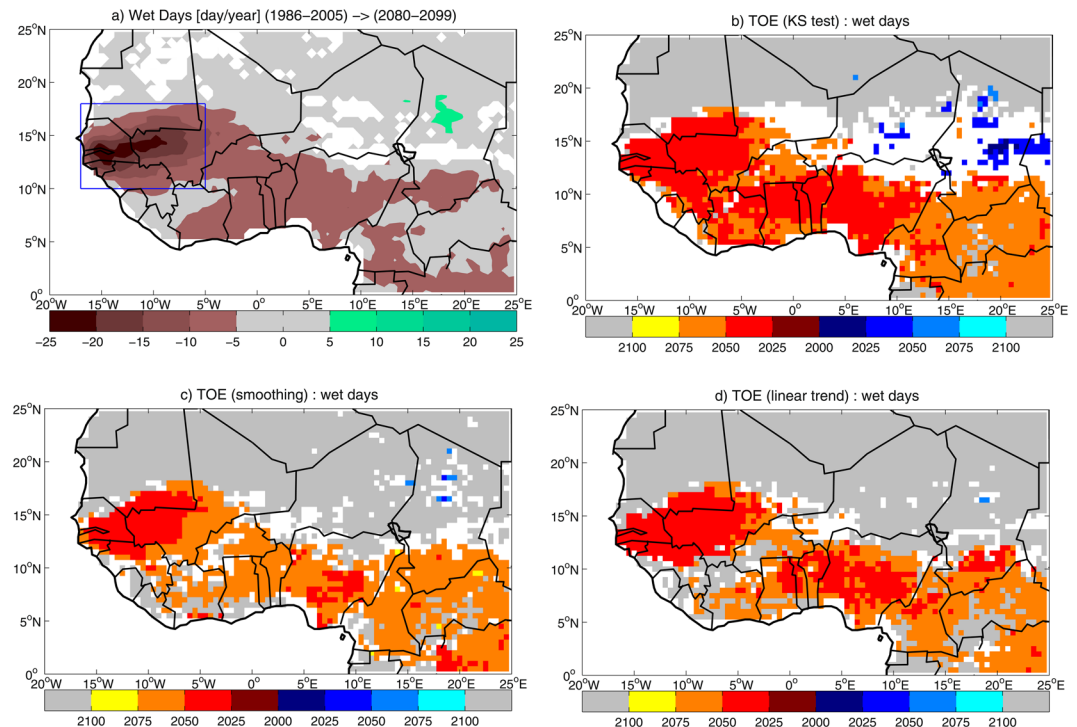 a) Wet Days [day/year] (1986−2005) −> (2080−2099)
25°N
20°N
15°N
10°N
5°N
0°
20°W 15°W 10°W 5°W 0° 5°E 10°E 15°E 20°E 25°E
−25 −20 −15 −10 −5 0 5 10 15 20 25
b) TOE (KS test) : wet days
25°N
20°N
15°N
10°N
5°N
0°
20°W 15°W 10°W 5°W 0° 5°E 10°E 15°E 20°E 25°E
2100 2075 2050 2025 2000 2025 2050 2075 2100
c) TOE (smoothing) : wet days
25°N
20°N
15°N
10°N
5°N
0°
20°W 15°W 10°W 5°W 0° 5°E 10°E 15°E 20°E 25°E
2100 2075 2050 2025 2000 2025 2050 2075 2100
d) TOE (linear trend) : wet days
25°N
20°N
15°N
10°N
5°N
0°
20°W 15°W 10°W 5°W 0° 5°E 10°E 15°E 20°E 25°E
2100 2075 2050 2025 2000 2025 2050 2075 2100